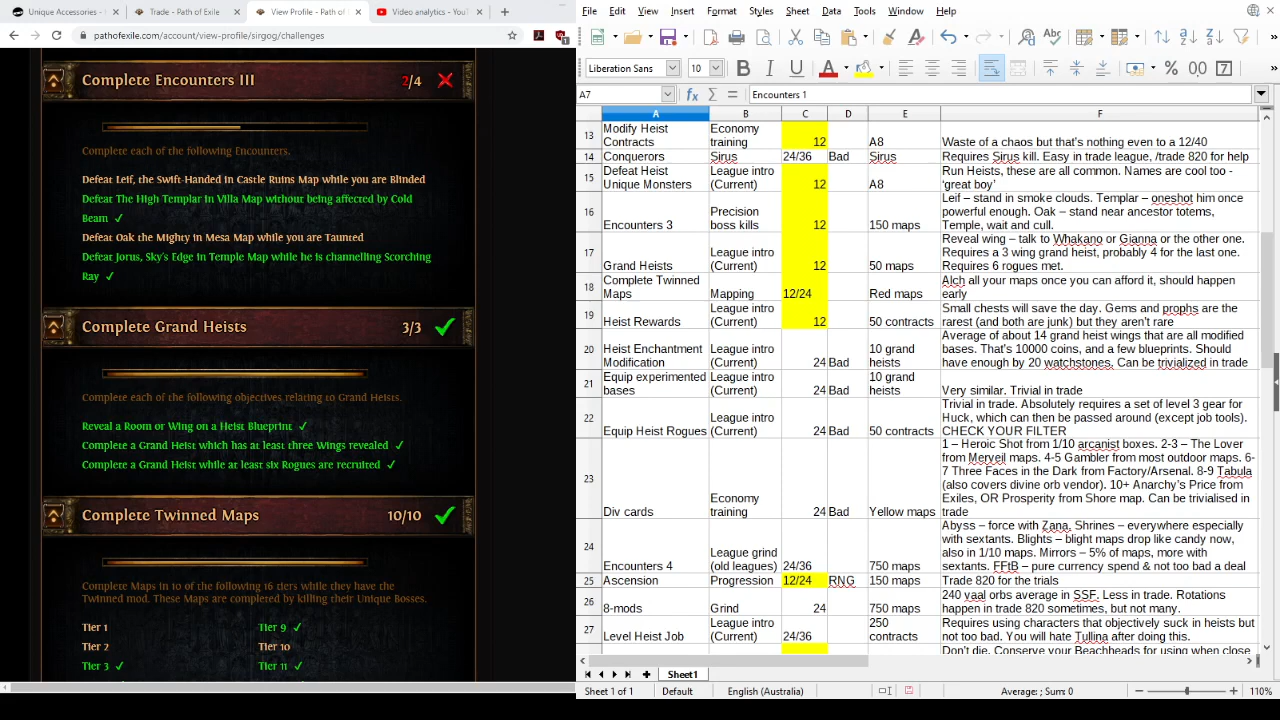 Unique Accessories -
Trade - Path of Exile
View Profile - Path of
Video analytics - You
pathofexile.com/account/view-profile/sirgog/challenges
Complete Encounters III
2/4
Complete each of the following Encounters.
Defeat Leif, the Swift-Handed in Castle Ruins Map while you are Blinded
Defeat The High Templar in Villa Map without being affected by Cold
Beam ✓
Defeat Oak the Mighty in Mesa Map while you are Taunted
Defeat Jorus, Sky's Edge in Temple Map while he is channelling Scorching
Ray ✓
Complete Grand Heists
3/3
Complete each of the following objectives relating to Grand Heists.
Reveal a Room or Wing on a Heist Blueprint ✓
Complete a Grand Heist which has at least three Wings revealed ✓
Complete a Grand Heist while at least six Rogues are recruited ✓
Complete Twinned Maps
10/10
Complete Maps in 10 of the following 16 tiers while they have the
Twinned mod. These Maps are completed by killing their Unique Bosses.
Tier 1
Tier 9 ✓
Tier 2
Tier 10
Tier 3 ✓
Tier 11 ✓
File Edit View Insert Format Styles Sheet Data Tools Window Help
Liberation Sans
10
A7
Encounters 1
A B C D E F
13 Modify Heist Contracts Economy training 12 A8 Waste of a chaos but that's nothing even to a 12/40
14 Conquerors Sirus 24/36 Bad Sirus Requires Sirus kill. Easy in trade league, /trade 820 for help
15 Defeat Heist Unique Monsters League intro (Current) 12 A8 Run Heists, these are all common. Names are cool too - 'great boy'
16 Encounters 3 Precision boss kills 12 150 maps Leif – stand in smoke clouds. Templar – oneshot him once powerful enough. Oak – stand near ancestor totems, Temple, wait and cull.
17 Grand Heists League intro (Current) 12 50 maps Reveal wing – talk to Whakano or Gianna or the other one. Requires a 3 wing grand heist, probably 4 for the last one. Requires 6 rogues met.
18 Complete Twinned Maps Mapping 12/24 Red maps Alch all your maps once you can afford it, should happen early
19 Heist Rewards League intro (Current) 12 50 contracts Small chests will save the day. Gems and prophs are the rarest (and both are junk) but they aren't rare
20 Heist Enchantment Modification League intro (Current) 24 Bad 10 grand heists Average of about 14 grand heist wings that are all modified bases. That's 10000 coins, and a few blueprints. Should have enough by 20 watchstones. Can be trivialized in trade
21 Equip experimented bases League intro (Current) 24 Bad 10 grand heists Very similar. Trivial in trade
22 Equip Heist Rogues League intro (Current) 24 Bad 50 contracts Trivial in trade. Absolutely requires a set of level 3 gear for Huck, which can then be passed around (except job tools). CHECK YOUR FILTER
23 Div cards Economy training 24 Bad Yellow maps 1 – Heroic Shot from 1/10 arcanist boxes. 2-3 – The Lover from Merveil maps. 4-5 Gambler from most outdoor maps. 6-7 Three Faces in the Dark from Factory/Arsenal. 8-9 Tabula (also covers divine orb vendor). 10+ Anarchy's Price from Exiles, OR Prosperity from Shore map. Can be trivialised in trade
24 Encounters 4 League grind (old leagues) 24/36 750 maps Abyss – force with Zana. Shrines – everywhere especially with sextants. Blights – blight maps drop like candy now, also in 1/10 maps. Mirrors – 5% of maps, more with sextants. FFtB – pure currency spend & not too bad a deal
25 Ascension Progression 12/24 RNG 150 maps Trade 820 for the trials
26 8-mods Grind 24 750 maps 240 vaal orbs average in SSF. Less in trade. Rotations happen in trade 820 sometimes, but not many.
27 Level Heist Job League intro (Current) 24/36 250 contracts Requires using characters that objectively suck in heists but not too bad. You will hate Tullina after doing this.
Don't die. Conserve your Beachheads for using when close
Sheet1
Sheet 1 of 1
Default
English (Australia)
Average: ; Sum: 0
110%